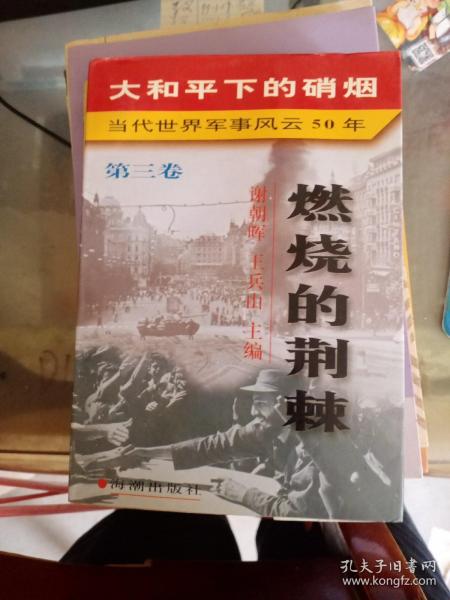 大和平下的硝烟
当代世界军事风云50年
第三卷
燃烧的荆棘
谢朝晖 王兵山 主编
海潮出版社
孔夫子旧书网
www.kongfz.com